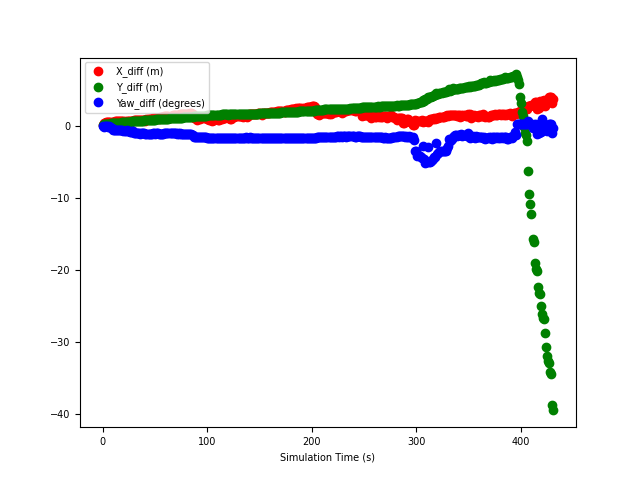 X_diff (m)
Y_diff (m)
Yaw_diff (degrees)
0
−10
−20
−30
−40
0 100 200 300 400
Simulation Time (s)